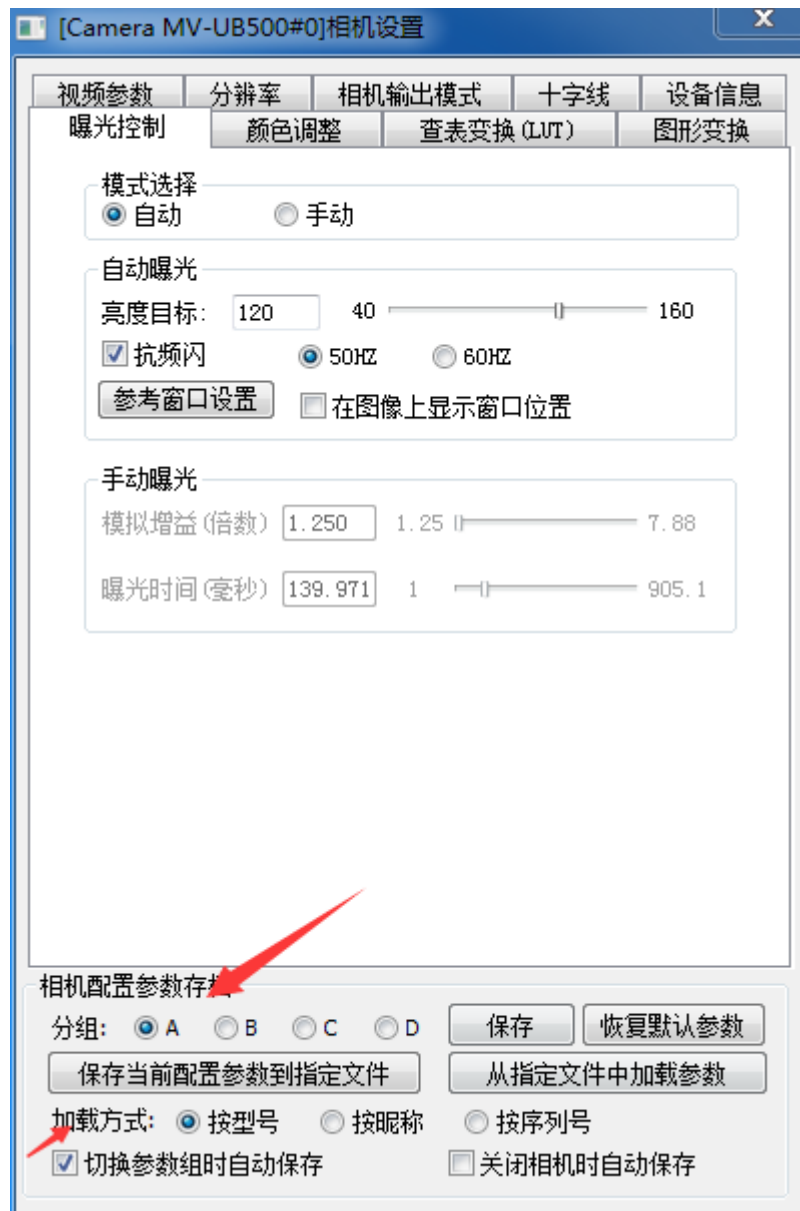 [Camera MV-UB500#0]相机设置 x
视频参数 分辨率 相机输出模式 十字线 设备信息
曝光控制 颜色调整 查表变换(LUT) 图形变换
模式选择
自动 手动
自动曝光
亮度目标: 120 40 160
抗频闪 50HZ 60HZ
参考窗口设置 在图像上显示窗口位置
手动曝光
模拟增益(倍数) 1.250 1.25 7.88
曝光时间(毫秒) 139.971 1 905.1
相机配置参数存档
分组: A B C D 保存 恢复默认参数
保存当前配置参数到指定文件 从指定文件中加载参数
加载方式: 按型号 按昵称 按序列号
切换参数组时自动保存 关闭相机时自动保存